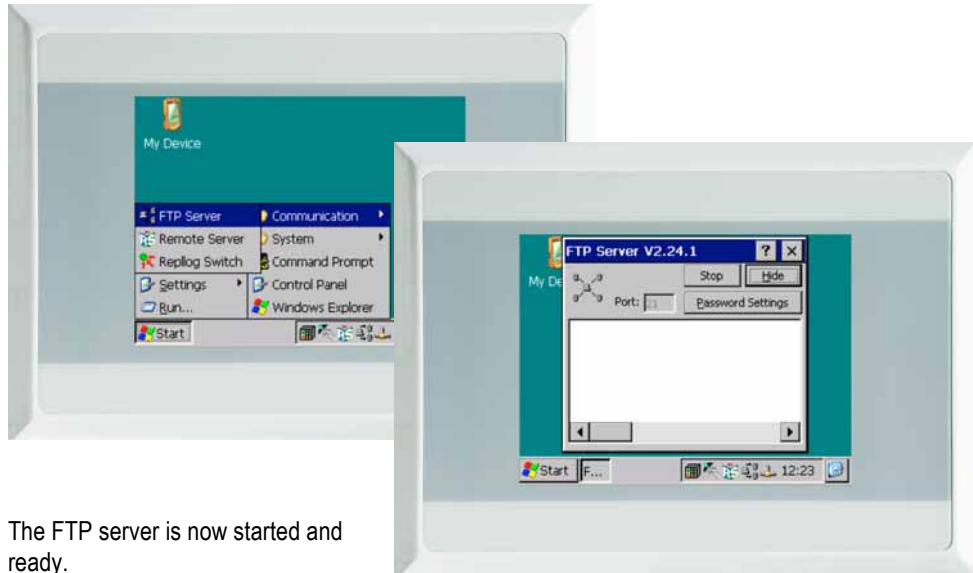 My Device
FTP Server
Communication
Remote Server
System
Repllog Switch
Command Prompt
Settings
Control Panel
Run...
Windows Explorer
Start
FTP Server V2.24.1
? X
My De
Stop
Hide
Port: 21
Password Settings
Start
F...
12:23
The FTP server is now started and
ready.